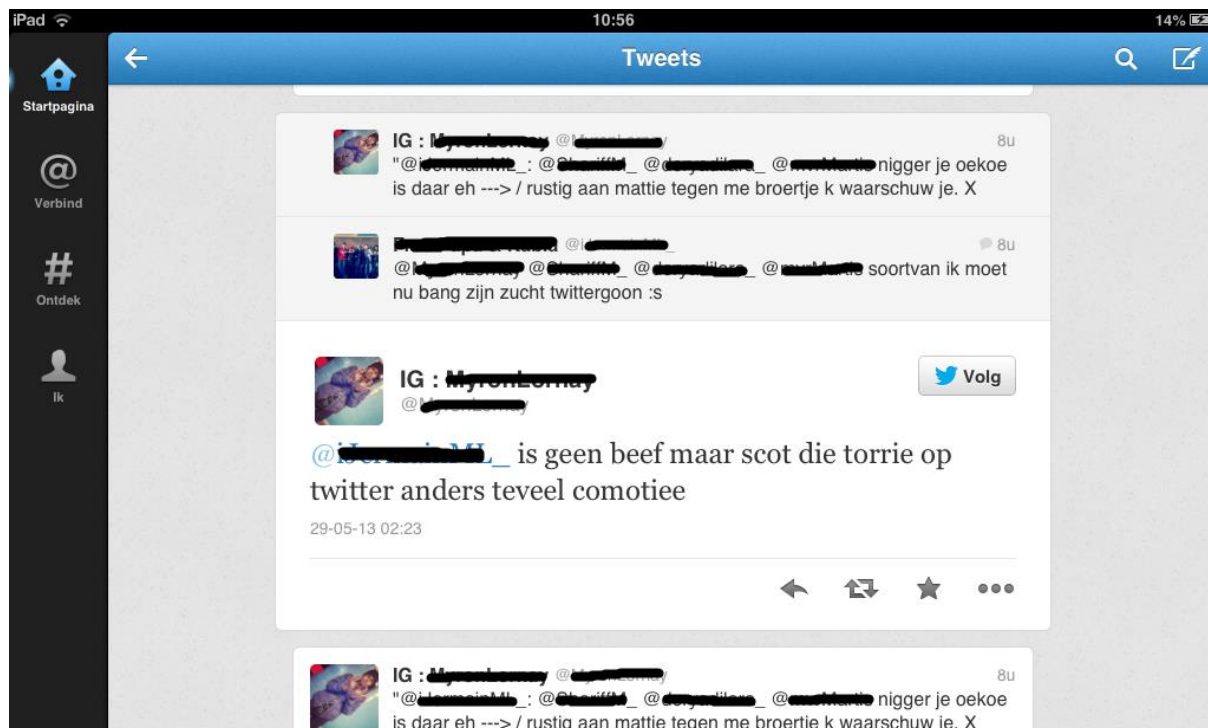 iPad 10:56 14%
Tweets
Startpagina
@
Verbind
#
Ontdek
Ik
IG : @ 8u
"@ _: @ _ @ _ @ nigger je oekoe
is daar eh ---> / rustig aan mattie tegen me broertje k waarschuw je. X
@ _ 8u
@ @ _ @ _ @ soortvan ik moet
nu bang zijn zucht twittergoon :s
IG :
Volg
@
@ _ is geen beef maar scot die torrie op
twitter anders teveel comotiee
29-05-13 02:23
IG : @ 8u
"@ _: @ _ @ _ @ nigger je oekoe
is daar eh ---> / rustig aan mattie tegen me broertje k waarschuw je. X